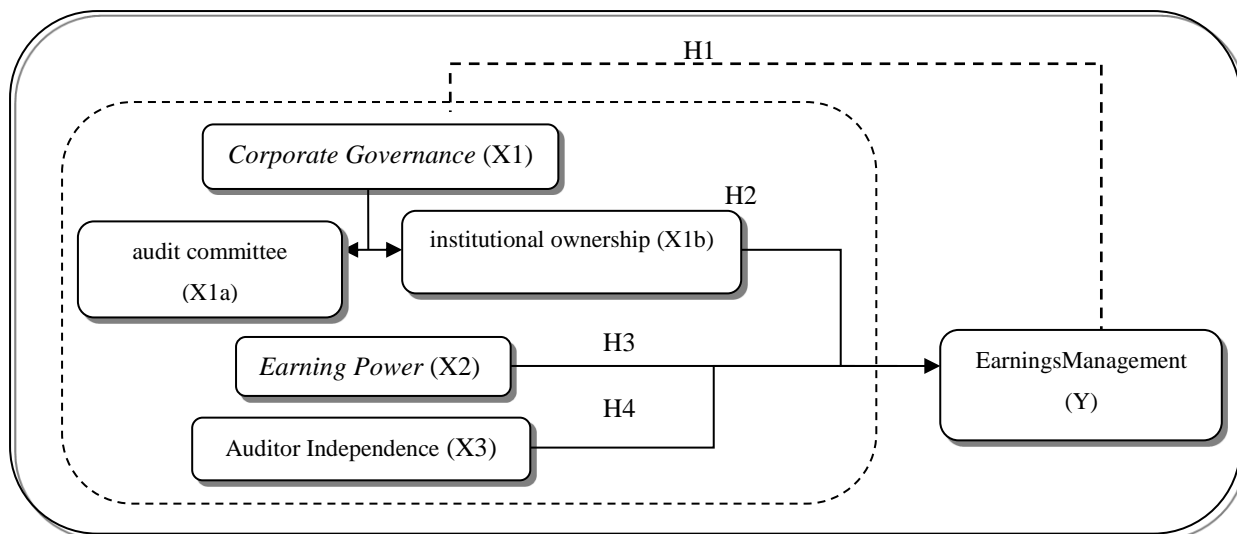 H1
Corporate Governance (X1)
H2
audit committee
(X1a)
institutional ownership (X1b)
H3
Earning Power (X2)
EarningsManagement
(Y)
H4
Auditor Independence (X3)